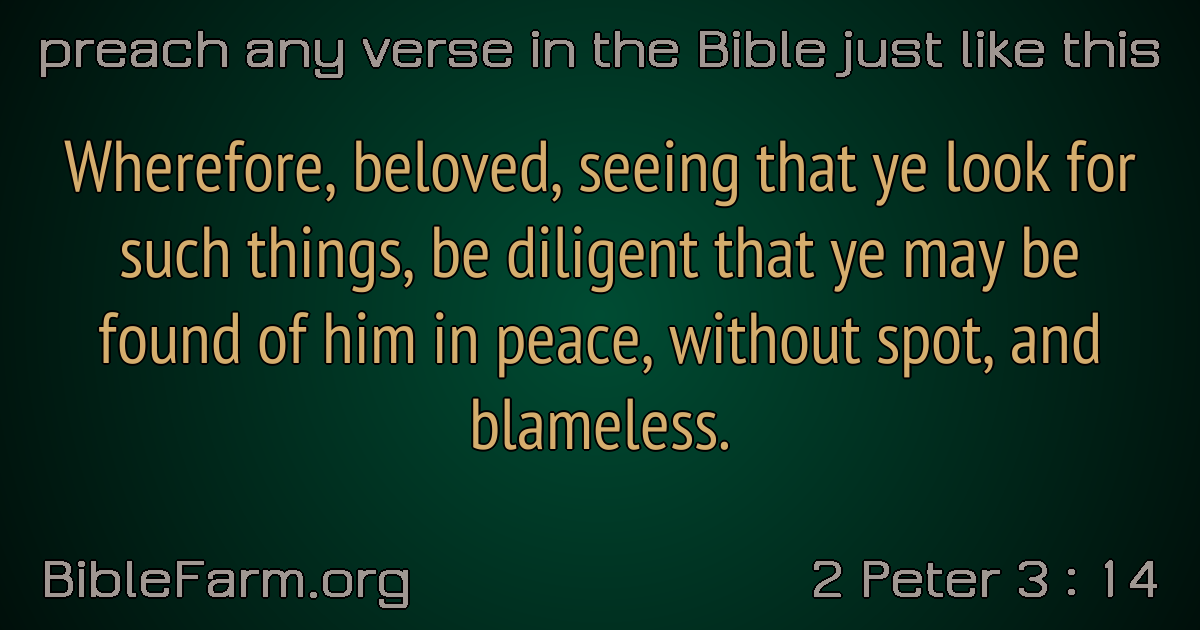 preach any verse in the Bible just like this
Wherefore, beloved, seeing that ye look for
such things, be diligent that ye may be
found of him in peace, without spot, and
blameless.
BibleFarm.org
2 Peter 3 : 14